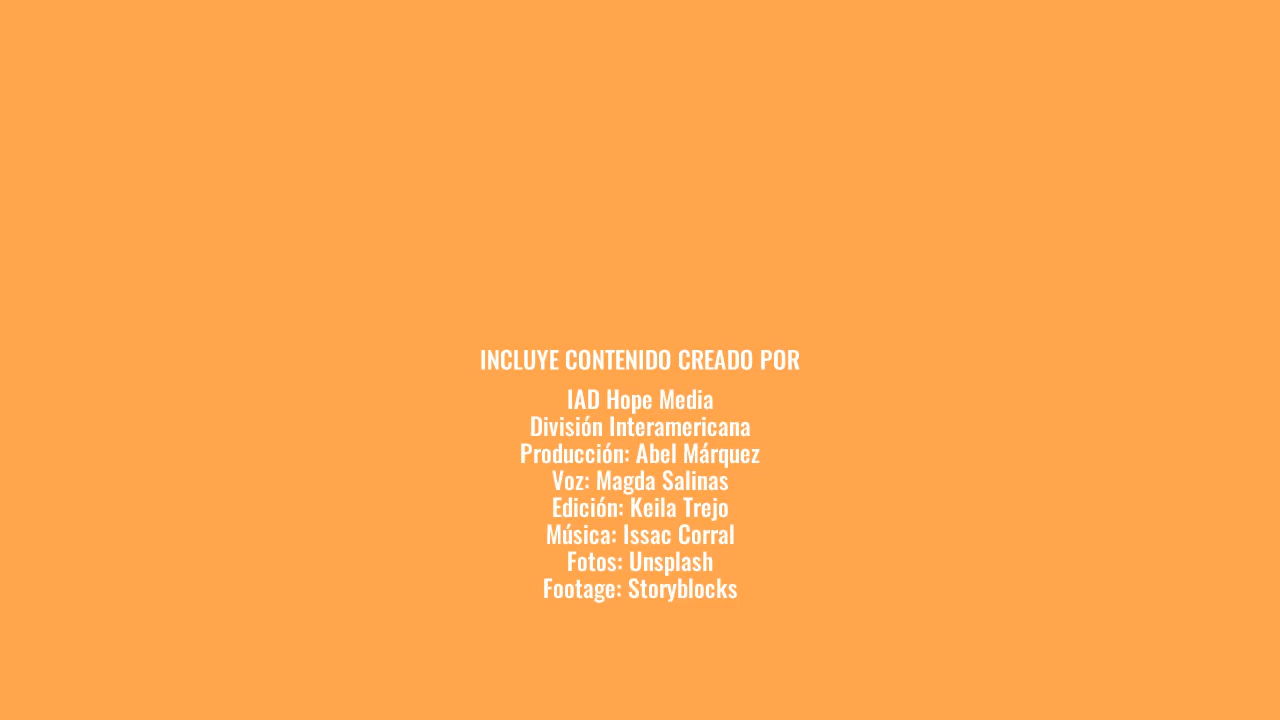 INCLUYE CONTENIDO CREADO POR
IAD Hope Media
División Interamericana
Producción: Abel Márquez
Voz: Magda Salinas
Edición: Keila Trejo
Música: Issac Corral
Fotos: Unsplash
Footage: Storyblocks